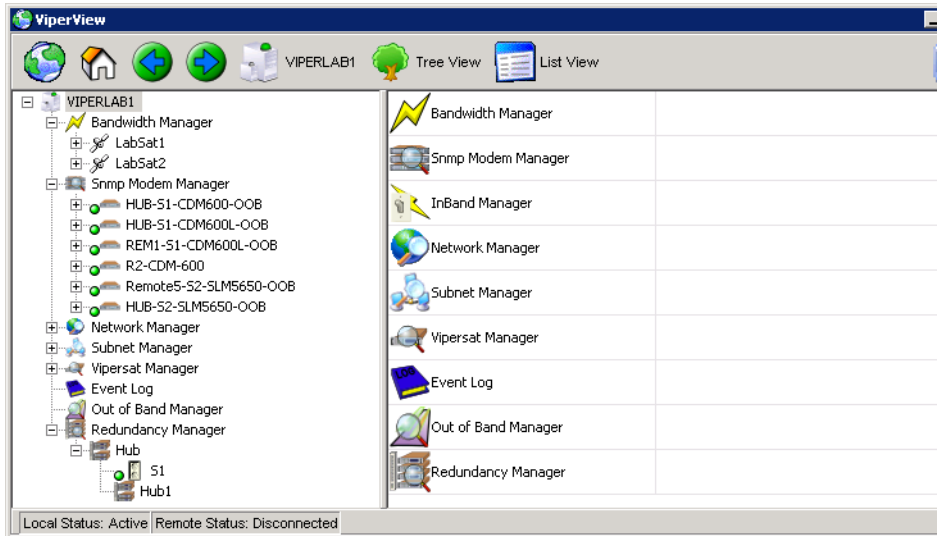 ViperView
VIPERLAB1 Tree View List View
VIPERLAB1
Bandwidth Manager
LabSat1
LabSat2
Snmp Modem Manager
HUB-S1-CDM600-OOB
HUB-S1-CDM600L-OOB
REM1-S1-CDM600L-OOB
R2-CDM-600
Remote5-S2-SLM5650-OOB
HUB-S2-SLM5650-OOB
Network Manager
Subnet Manager
Vipersat Manager
Event Log
Out of Band Manager
Redundancy Manager
Hub
S1
Hub1
Bandwidth Manager
Snmp Modem Manager
InBand Manager
Network Manager
Subnet Manager
Vipersat Manager
LOG
Event Log
Out of Band Manager
Redundancy Manager
Local Status: Active Remote Status: Disconnected